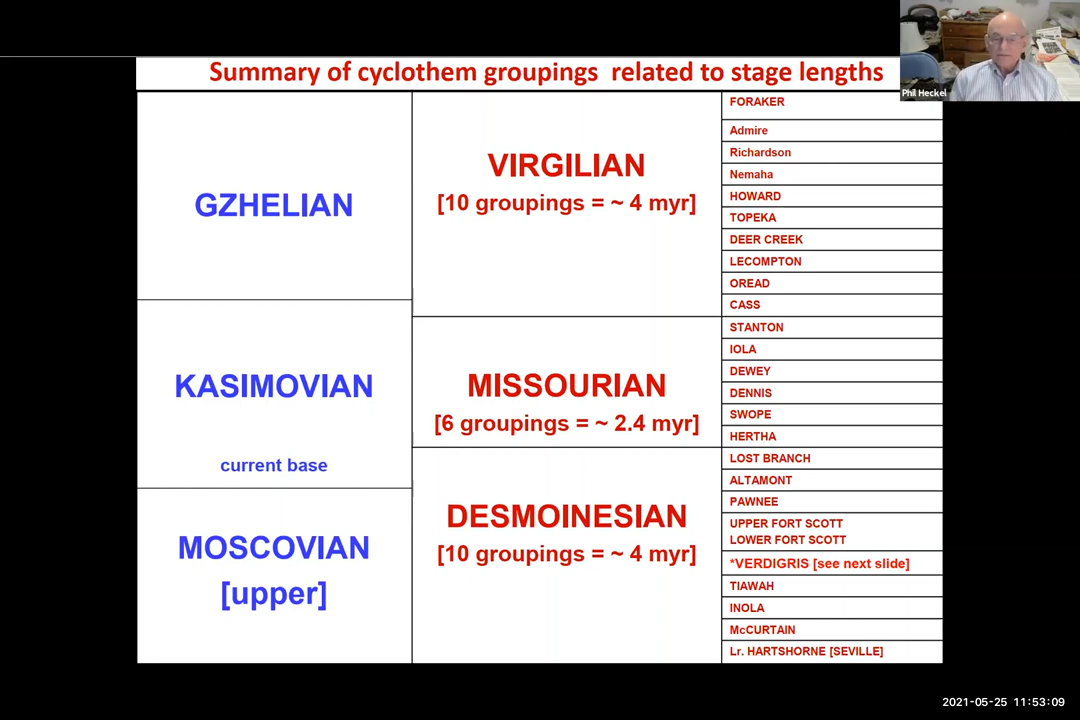 Summary of cyclothem groupings related to stage lengths
Phil Heckel
GZHELIAN
KASIMOVIAN
current base
MOSCOVIAN
[upper]
VIRGILIAN
[10 groupings = ~ 4 myr]
MISSOURIAN
[6 groupings = ~ 2.4 myr]
DESMOINESIAN
[10 groupings = ~ 4 myr]
FORAKER
Admire
Richardson
Nemaha
HOWARD
TOPEKA
DEER CREEK
LECOMPTON
OREAD
CASS
STANTON
IOLA
DEWEY
DENNIS
SWOPE
HERTHA
LOST BRANCH
ALTAMONT
PAWNEE
UPPER FORT SCOTT
LOWER FORT SCOTT
*VERDIGRIS [see next slide]
TIAWAH
INOLA
McCURTAIN
Lr. HARTSHORNE [SEVILLE]
2021-05-25 11:53:09